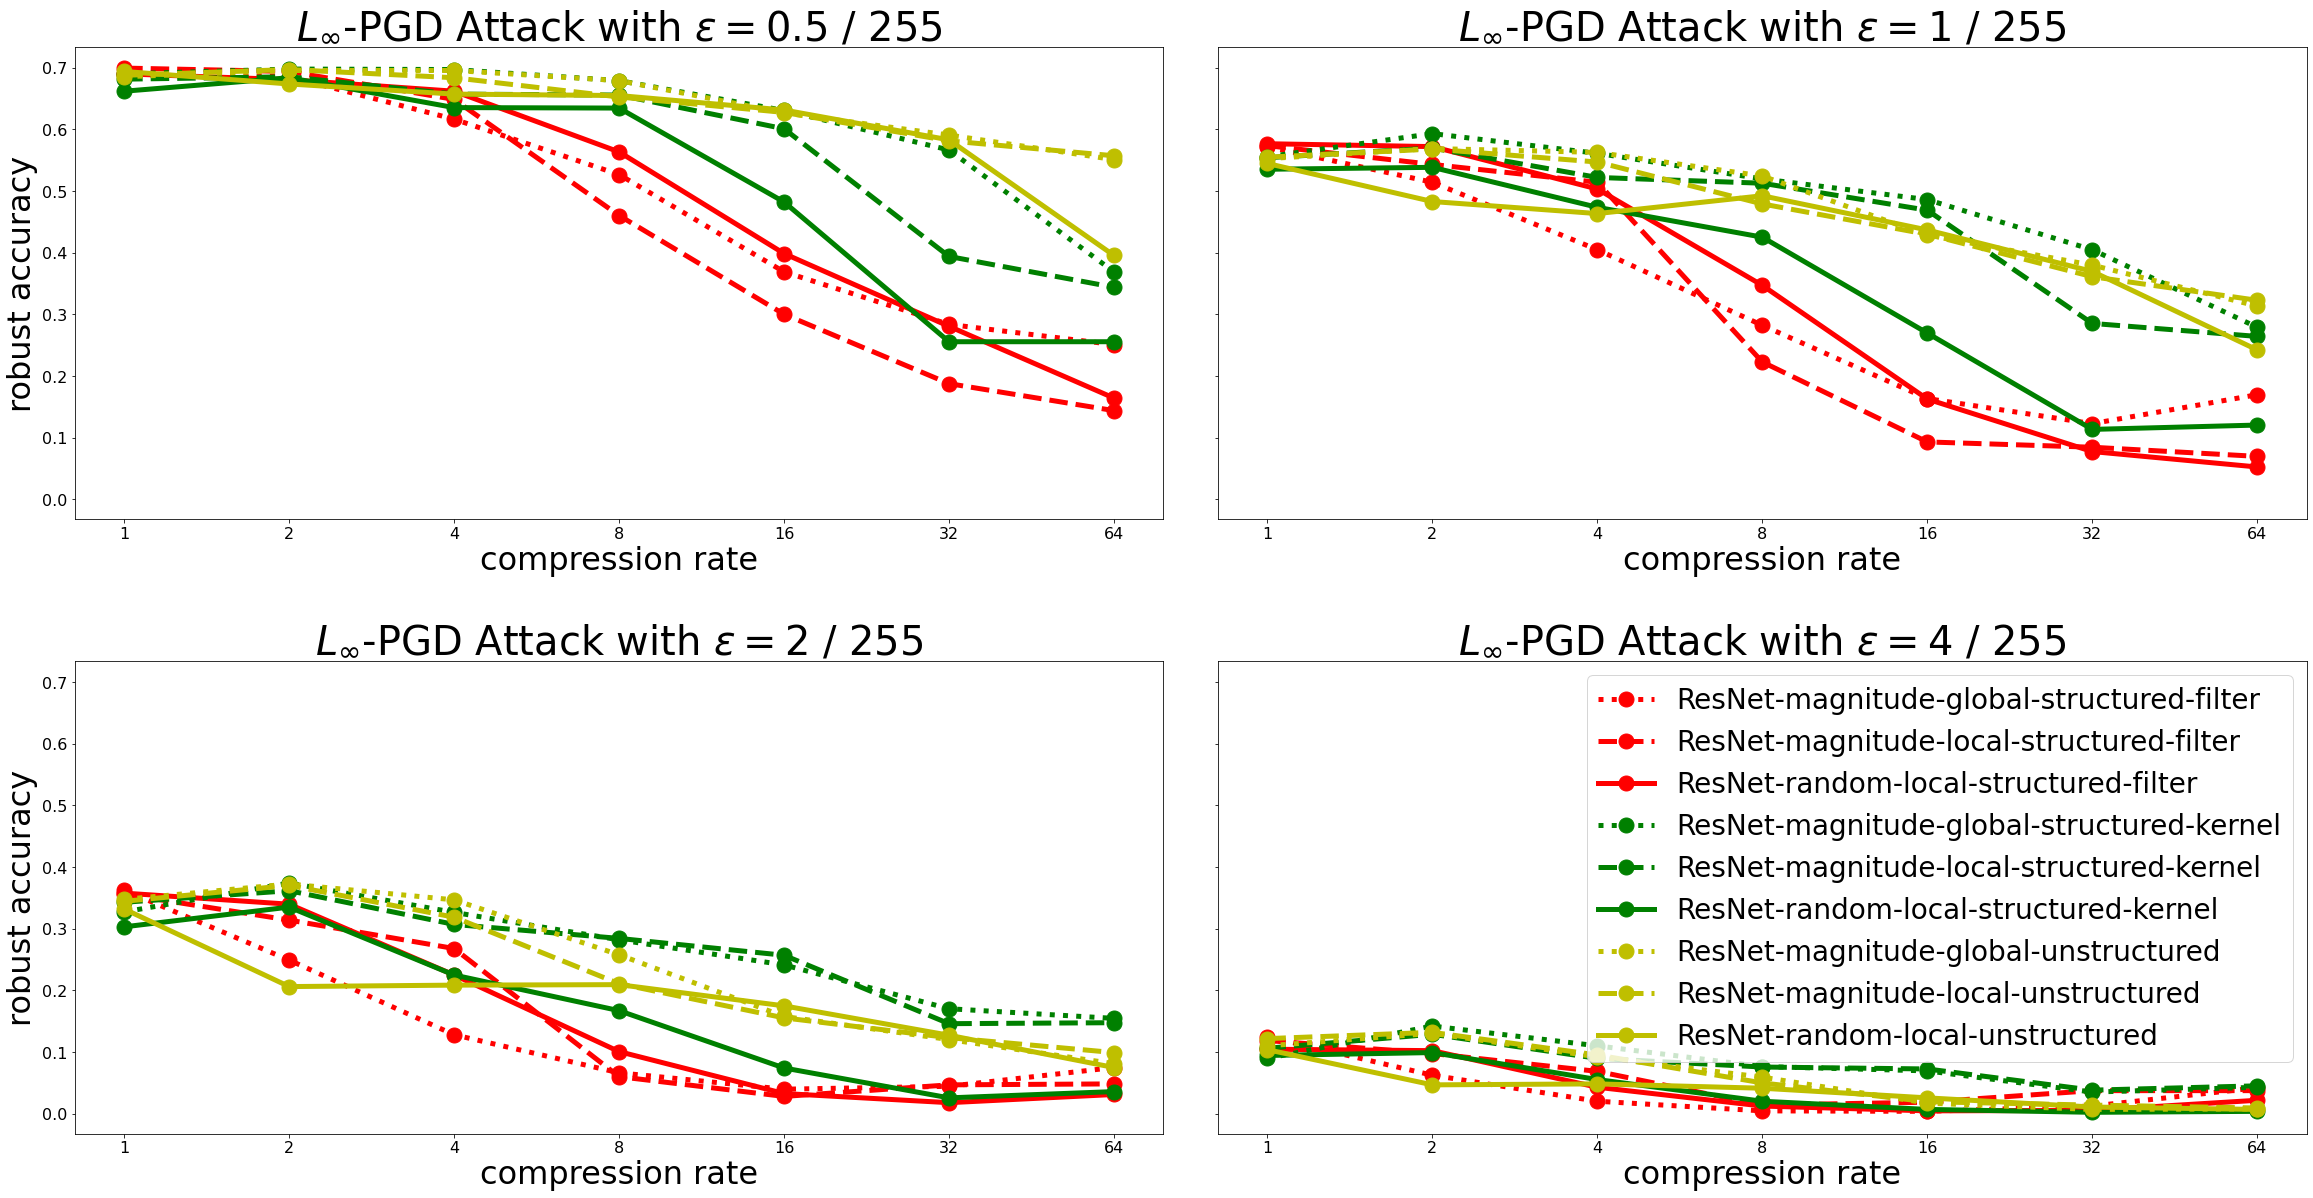 L∞-PGD Attack with ε = 0.5 / 255
robust accuracy
0.7
0.6
0.5
0.4
0.3
0.2
0.1
0.0
1 2 4 8 16 32 64
compression rate
L∞-PGD Attack with ε = 1 / 255
1 2 4 8 16 32 64
compression rate
L∞-PGD Attack with ε = 2 / 255
robust accuracy
0.7
0.6
0.5
0.4
0.3
0.2
0.1
0.0
1 2 4 8 16 32 64
compression rate
L∞-PGD Attack with ε = 4 / 255
ResNet-magnitude-global-structured-filter
ResNet-magnitude-local-structured-filter
ResNet-random-local-structured-filter
ResNet-magnitude-global-structured-kernel
ResNet-magnitude-local-structured-kernel
ResNet-random-local-structured-kernel
ResNet-magnitude-global-unstructured
ResNet-magnitude-local-unstructured
ResNet-random-local-unstructured
1 2 4 8 16 32 64
compression rate